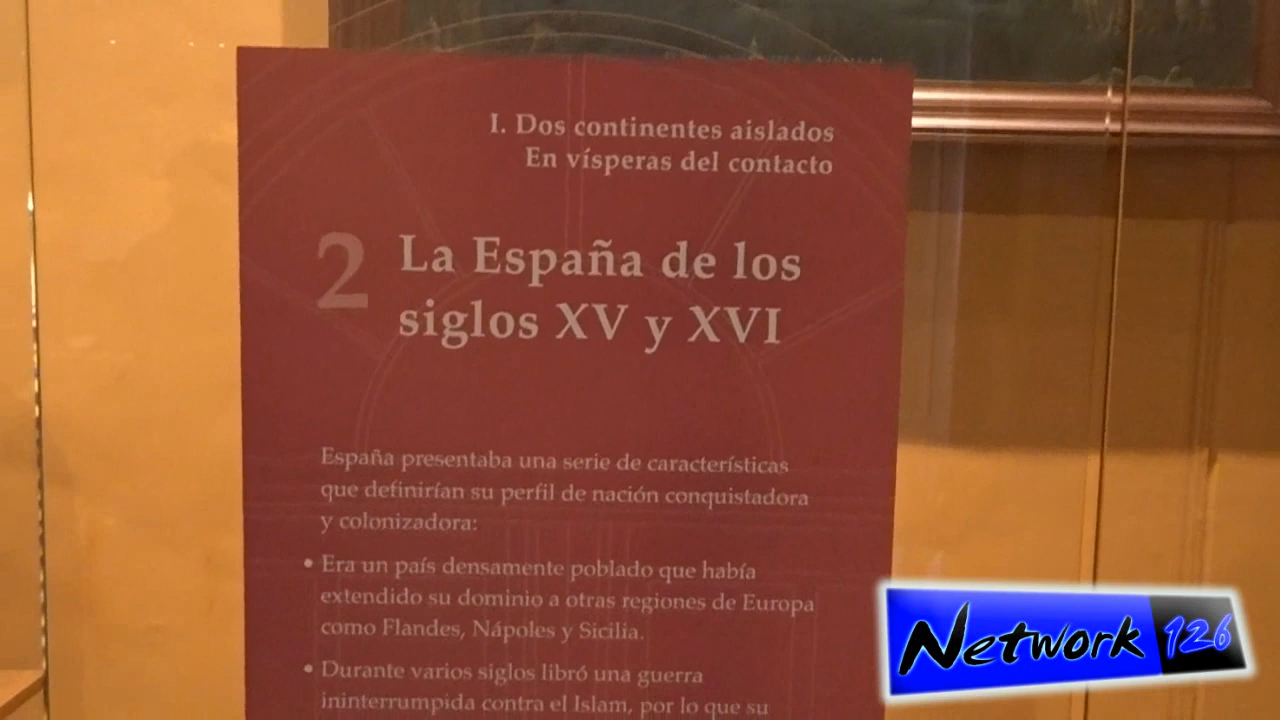 I. Dos continentes aislados
En vísperas del contacto
2 La España de los
siglos XV y XVI
España presentaba una serie de características
que definirían su perfil de nación conquistadora
y colonizadora:
• Era un país densamente poblado que había
extendido su dominio a otras regiones de Europa
como Flandes, Nápoles y Sicilia.
• Durante varios siglos libró una guerra
ininterrumpida contra el Islam, por lo que su
Network 126